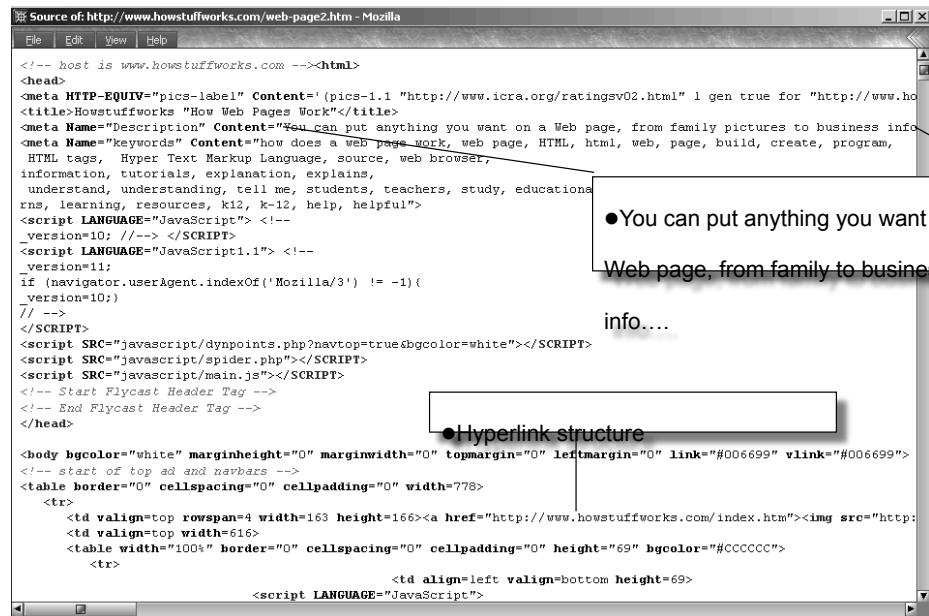 Source of: http://www.howstuffworks.com/web-page2.htm - Mozilla
File Edit View Help
<!-- host is www.howstuffworks.com --><html>
<head>
<meta HTTP-EQUIV="pics-label" Content='(pics-1.1 "http://www.icra.org/ratingsv02.html" l gen true for "http://www.ho
<title>Howstuffworks "How Web Pages Work"</title>
<meta Name="Description" Content="You can put anything you want on a Web page, from family pictures to business info
<meta Name="keywords" Content="how does a web page work, web page, HTML, html, web, page, build, create, program,
HTML tags,  Hyper Text Markup Language, source, web browser,
information, tutorials, explanation, explains,
understand, understanding, tell me, students, teachers, study, educationa
rns, learning, resources, k12, k-12, help, helpful">
<script LANGUAGE="JavaScript"> <!--
_version=10; //--> </SCRIPT>
<script LANGUAGE="JavaScript1.1"> <!--
_version=11;
if (navigator.userAgent.indexOf('Mozilla/3') != -1){
_version=10;}
// -->
</SCRIPT>
<script SRC="javascript/dynpoints.php?navtop=true&bgcolor=white"></SCRIPT>
<script SRC="javascript/spider.php"></SCRIPT>
<script SRC="javascript/main.js"></SCRIPT>
<!-- Start Flycast Header Tag -->
<!-- End Flycast Header Tag -->
</head>
●You can put anything you want
Web page, from family to busine
info….
●Hyperlink structure
<body bgcolor="white" marginheight="0" marginwidth="0" topmargin="0" leftmargin="0" link="#006699" vlink="#006699">
<!-- start of top ad and navbars -->
<table border="0" cellspacing="0" cellpadding="0" width=778>
<tr>
<td valign=top rowspan=4 width=163 height=166><a href="http://www.howstuffworks.com/index.htm"><img src="http:
<td valign=top width=616>
<table width="100%" border="0" cellspacing="0" cellpadding="0" height="69" bgcolor="#CCCCCC">
<tr>
<td align=left valign=bottom height=69>
<script LANGUAGE="JavaScript">